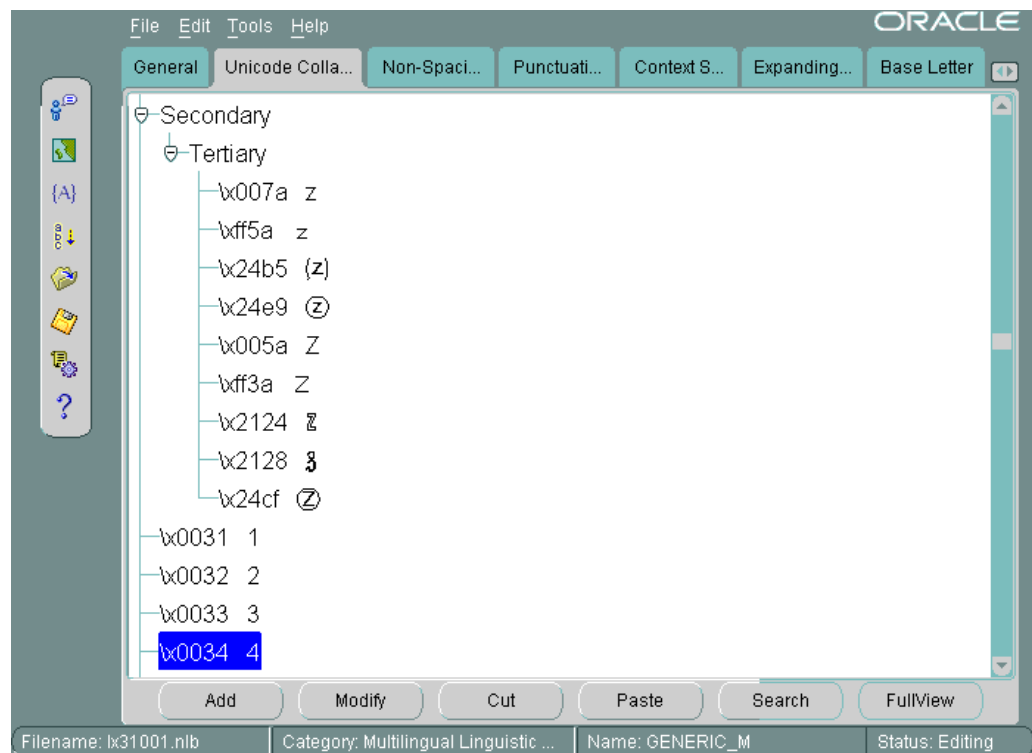 File Edit Tools Help
ORACLE
General Unicode Colla... Non-Spaci... Punctuati... Context S... Expanding... Base Letter
{A}
a
b
c
?
Secondary
Tertiary
\x007a z
\xff5a ｚ
\x24b5 ⒵
\x24e9 ⓩ
\x005a Z
\xff3a Ｚ
\x2124 ℤ
\x2128 ℨ
\x24cf Ⓩ
\x0031 1
\x0032 2
\x0033 3
\x0034 4
Add Modify Cut Paste Search FullView
Filename: lx31001.nlb Category: Multilingual Linguistic ... Name: GENERIC_M Status: Editing